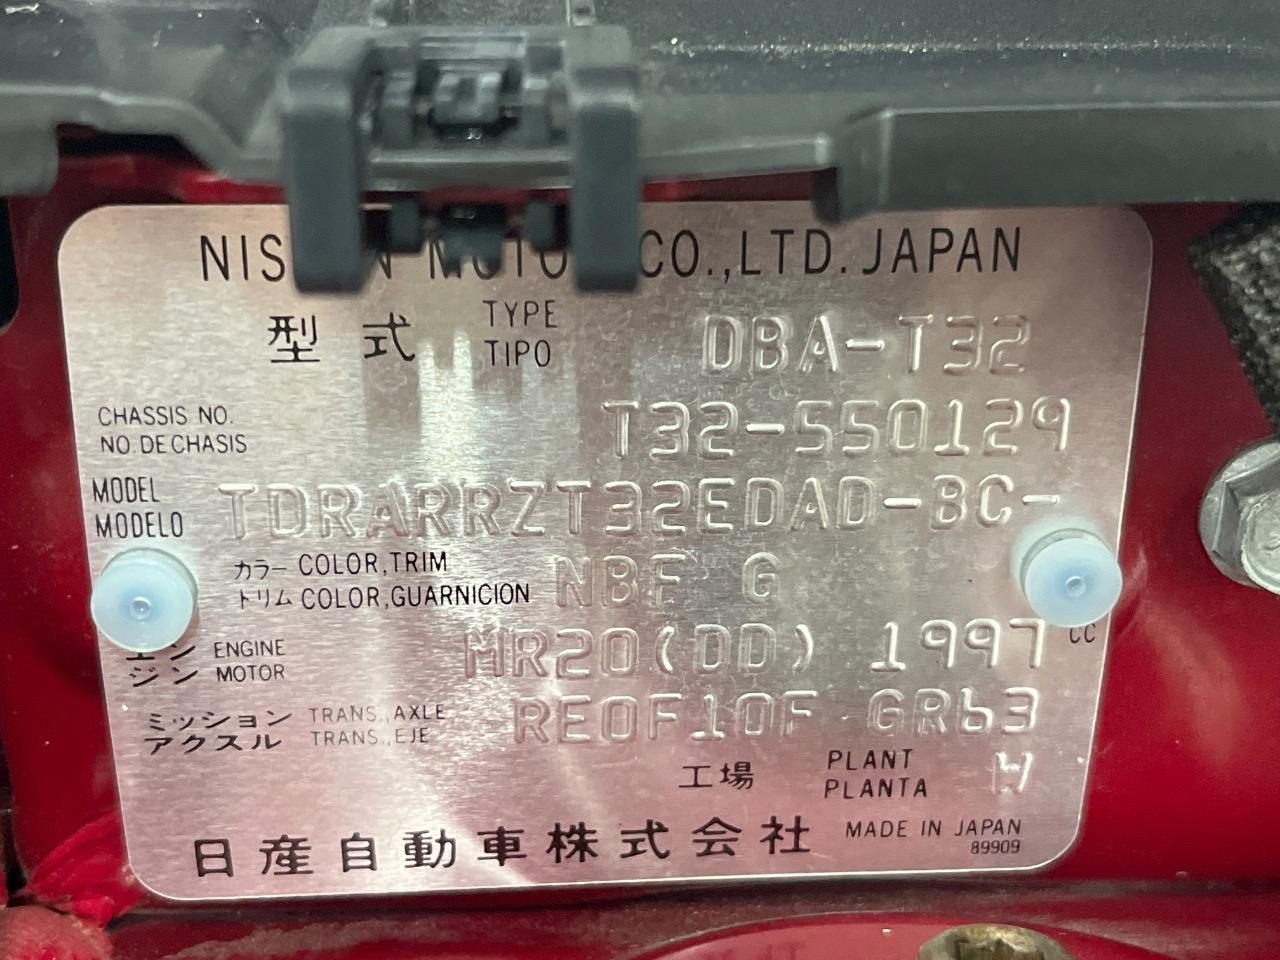 NISSAN MOTOR CO.,LTD. JAPAN
型式 TYPE TIPO DBA-T32
CHASSIS NO. NO. DE CHASIS T32-550129
MODEL MODELO TDRARRZT32EDAD-BC-
カラー COLOR,TRIM
トリム COLOR,GUARNICION NBF G
エンジン ENGINE MOTOR MR20(DD) 1997 CC
ミッション TRANS.,AXLE
アクスル TRANS.,EJE RE0F10F GR63
工場 PLANT PLANTA W
日産自動車株式会社 MADE IN JAPAN
89909